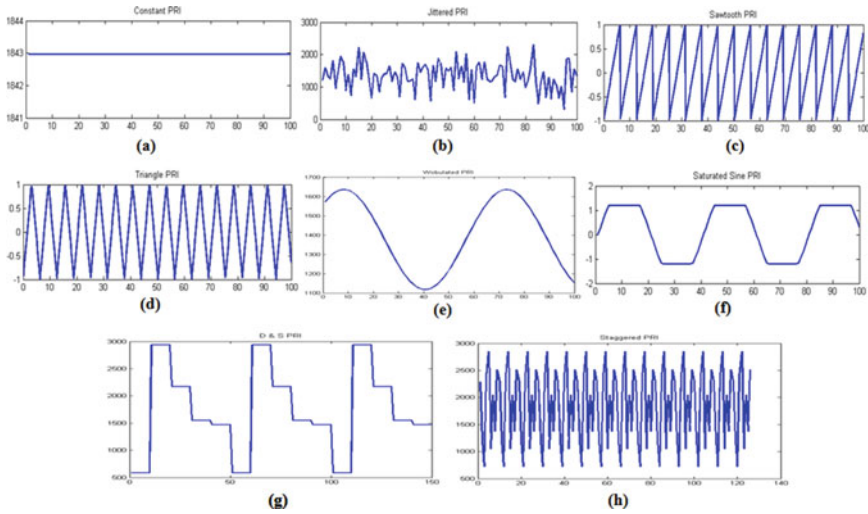 Constant PRI
1844
1843
1842
1841
0 10 20 30 40 50 60 70 80 90 100
(a)
Jittered PRI
3000
2000
1000
0
0 10 20 30 40 50 60 70 80 90 100
(b)
Sawtooth PRI
1
0.5
0
-0.5
-1
0 10 20 30 40 50 60 70 80 90 100
(c)
Triangle PRI
1
0.5
0
-0.5
-1
0 10 20 30 40 50 60 70 80 90 100
(d)
Wobulated PRI
1700
1600
1500
1400
1300
1200
1100
0 10 20 30 40 50 60 70 80 90 100
(e)
Saturated Sine PRI
2
1
0
-1
-2
0 10 20 30 40 50 60 70 80 90 100
(f)
D & S PRI
3000
2500
2000
1500
1000
500
0 50 100 150
(g)
Staggered PRI
3000
2500
2000
1500
1000
500
0 20 40 60 80 100 120 140
(h)